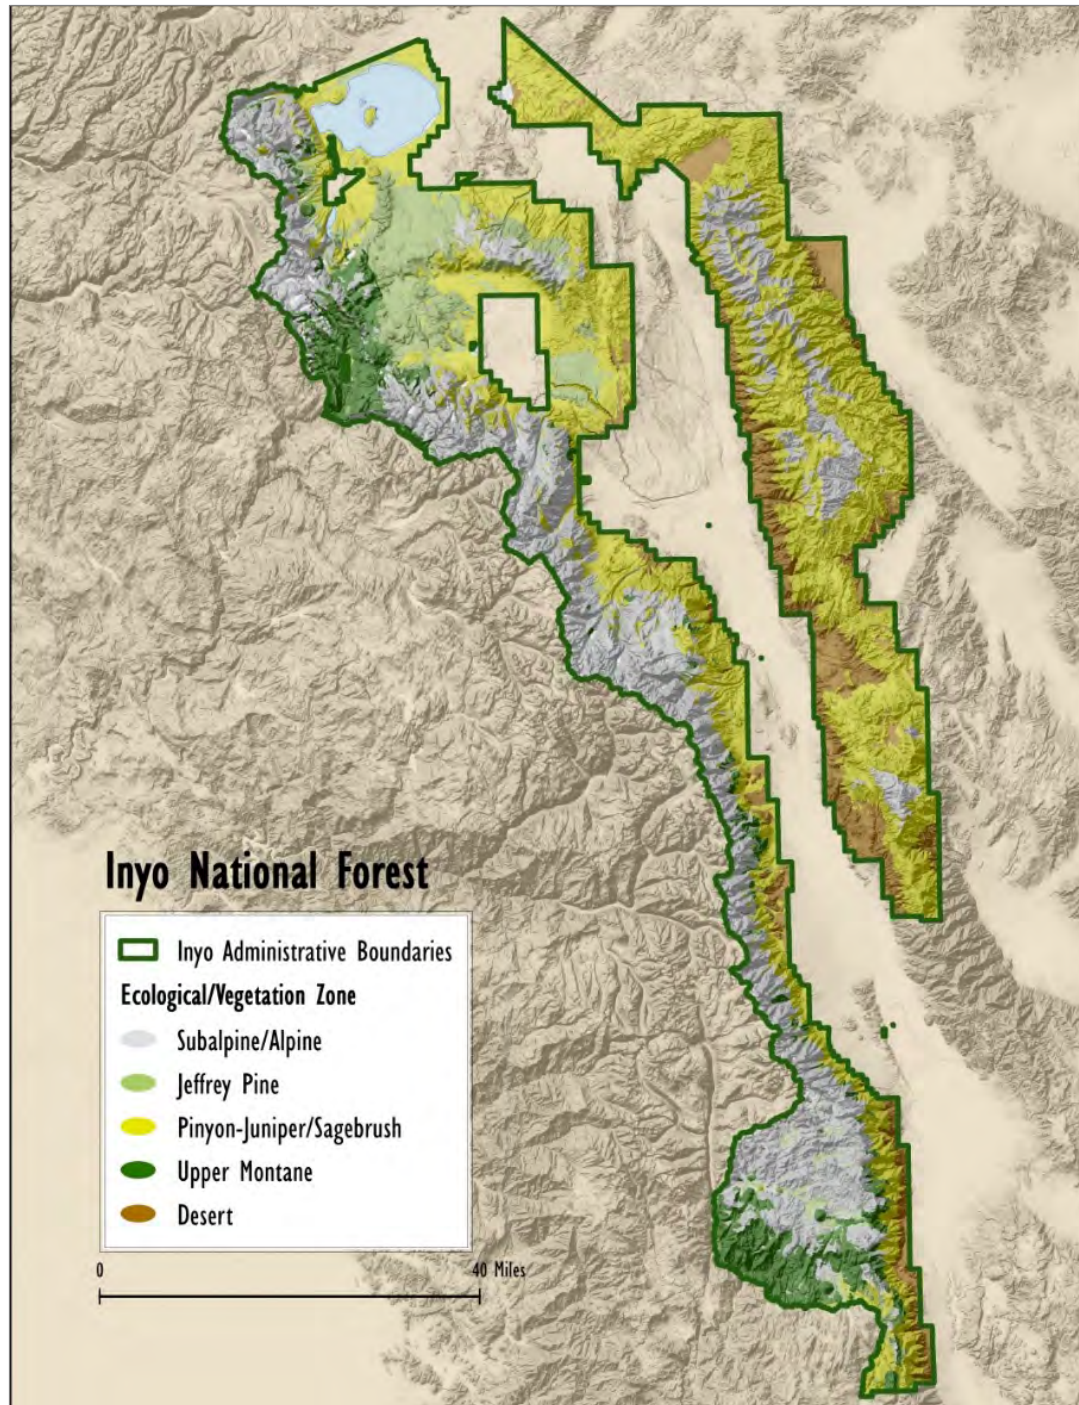 Inyo National Forest
Inyo Administrative Boundaries
Ecological/Vegetation Zone
Subalpine/Alpine
Jeffrey Pine
Pinyon-Juniper/Sagebrush
Upper Montane
Desert
0 40 Miles